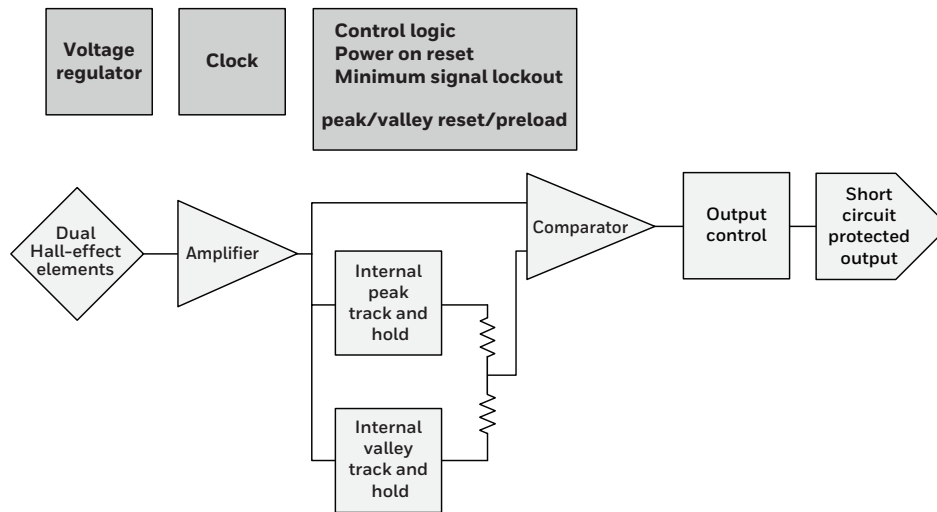 Voltage
regulator
Clock
Control logic
Power on reset
Minimum signal lockout
peak/valley reset/preload
Dual
Hall-effect
elements
Amplifier
Internal
peak
track and
hold
Internal
valley
track and
hold
Comparator
Output
control
Short
circuit
protected
output